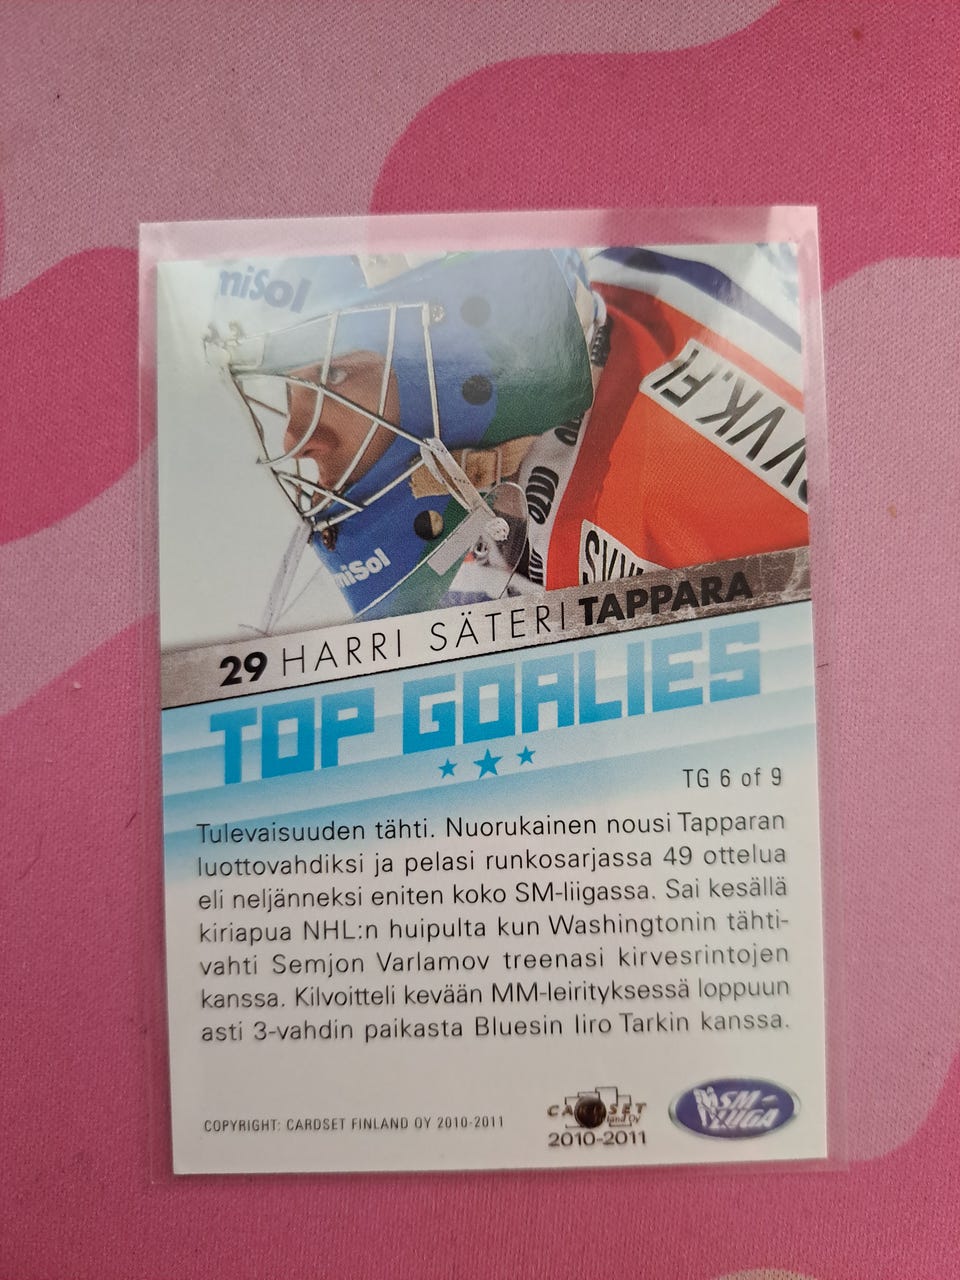 miSol
VVK.FI
miSol
29 HARRI SÄTERI TAPPARA
TOP GOALIES
TG 6 of 9
Tulevaisuuden tähti. Nuorukainen nousi Tapparan
luottovahdiksi ja pelasi runkosarjassa 49 ottelua
eli neljänneksi eniten koko SM-liigassa. Sai kesällä
kiriapua NHL:n huipulta kun Washingtonin tähti-
vahti Semjon Varlamov treenasi kirvesrintojen
kanssa. Kilvoitteli kevään MM-leirityksessä loppuun
asti 3-vahdin paikasta Bluesin Iiro Tarkin kanssa.
COPYRIGHT: CARDSET FINLAND OY 2010-2011
CARDSET
2010-2011
SM-
LIIGA